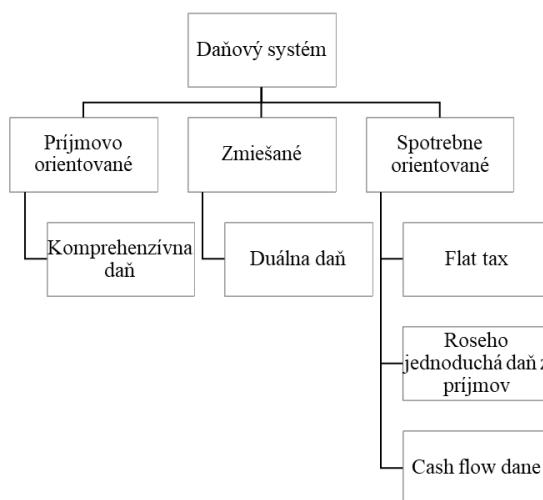 Daňový systém
Príjmovo
orientované
Zmiešané
Spotrebne
orientované
Komprehenzívna
daň
Duálna daň
Flat tax
Roseho
jednoduchá daň z
príjmov
Cash flow dane